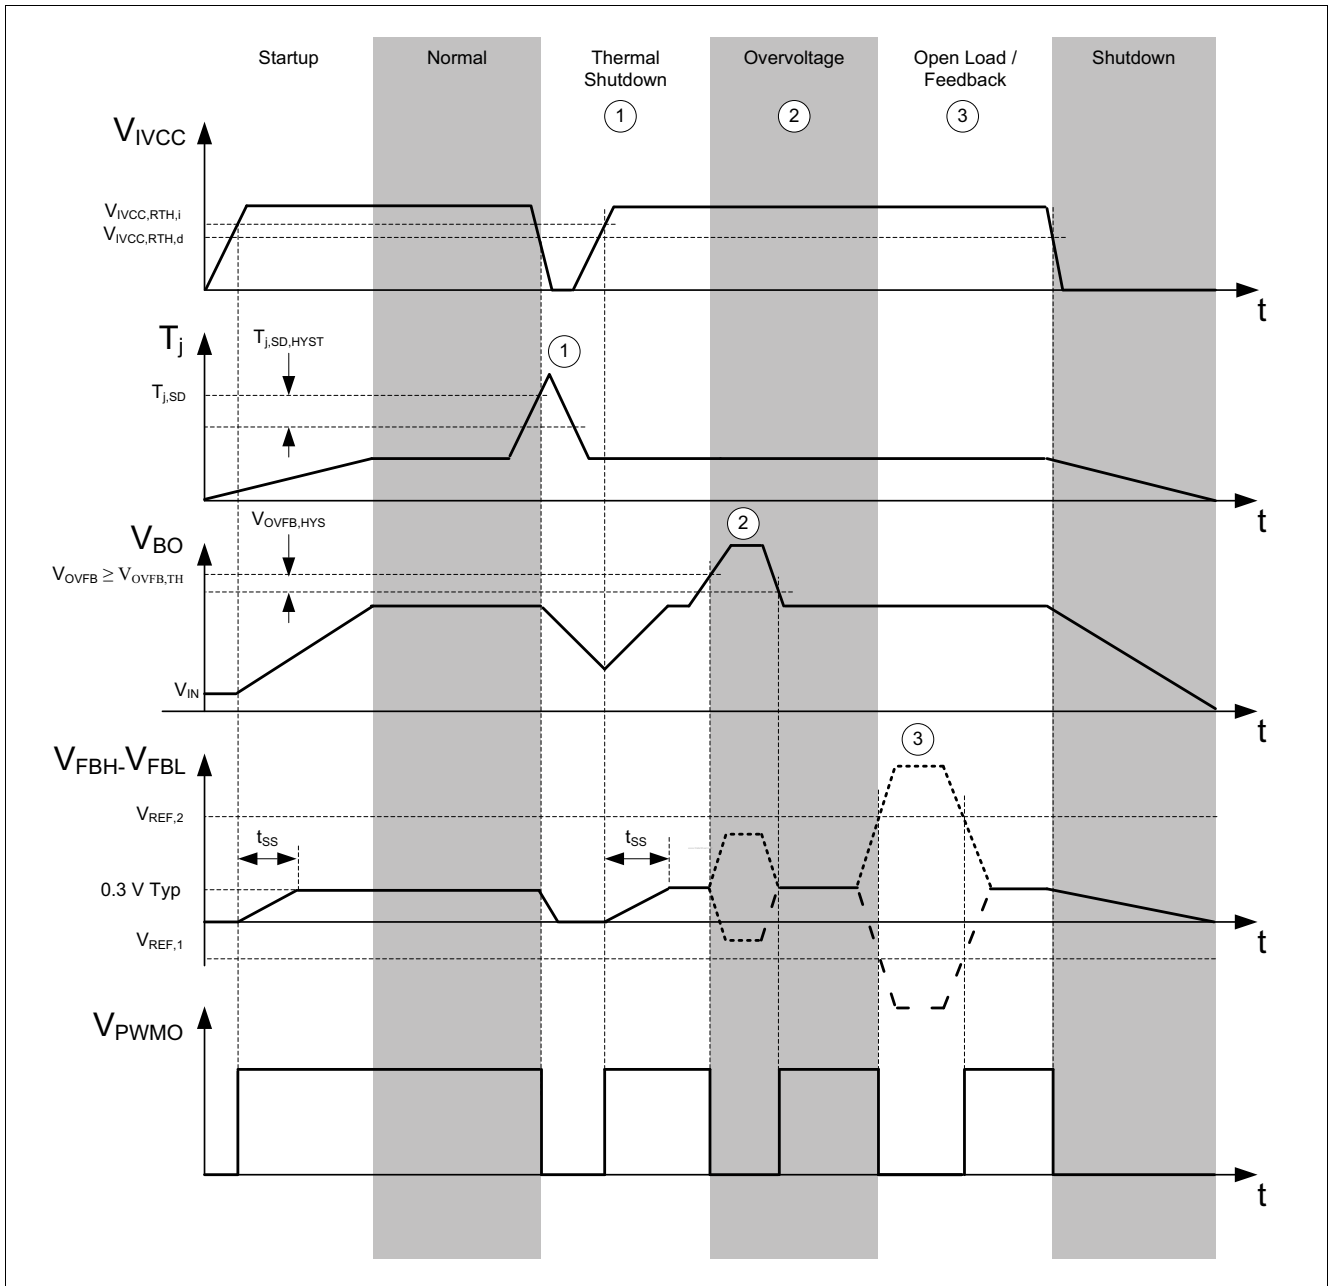 Startup
Normal
Thermal
Shutdown
1
Overvoltage
2
Open Load /
Feedback
3
Shutdown
VIVCC
VIVCC,RTH,i
VIVCC,RTH,d
t
Tj
Tj,SD,HYST
1
Tj,SD
t
VBO
VOVFB,HYS
2
VOVFB ≥ VOVFB,TH
VIN
t
VFBH-VFBL
3
VREF,2
tSS
tSS
0.3 V Typ
VREF,1
t
VPWMO
t